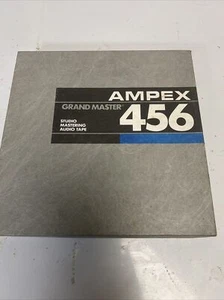 AMPEX
GRAND MASTER 456
STUDIO
MASTERING
AUDIO TAPE